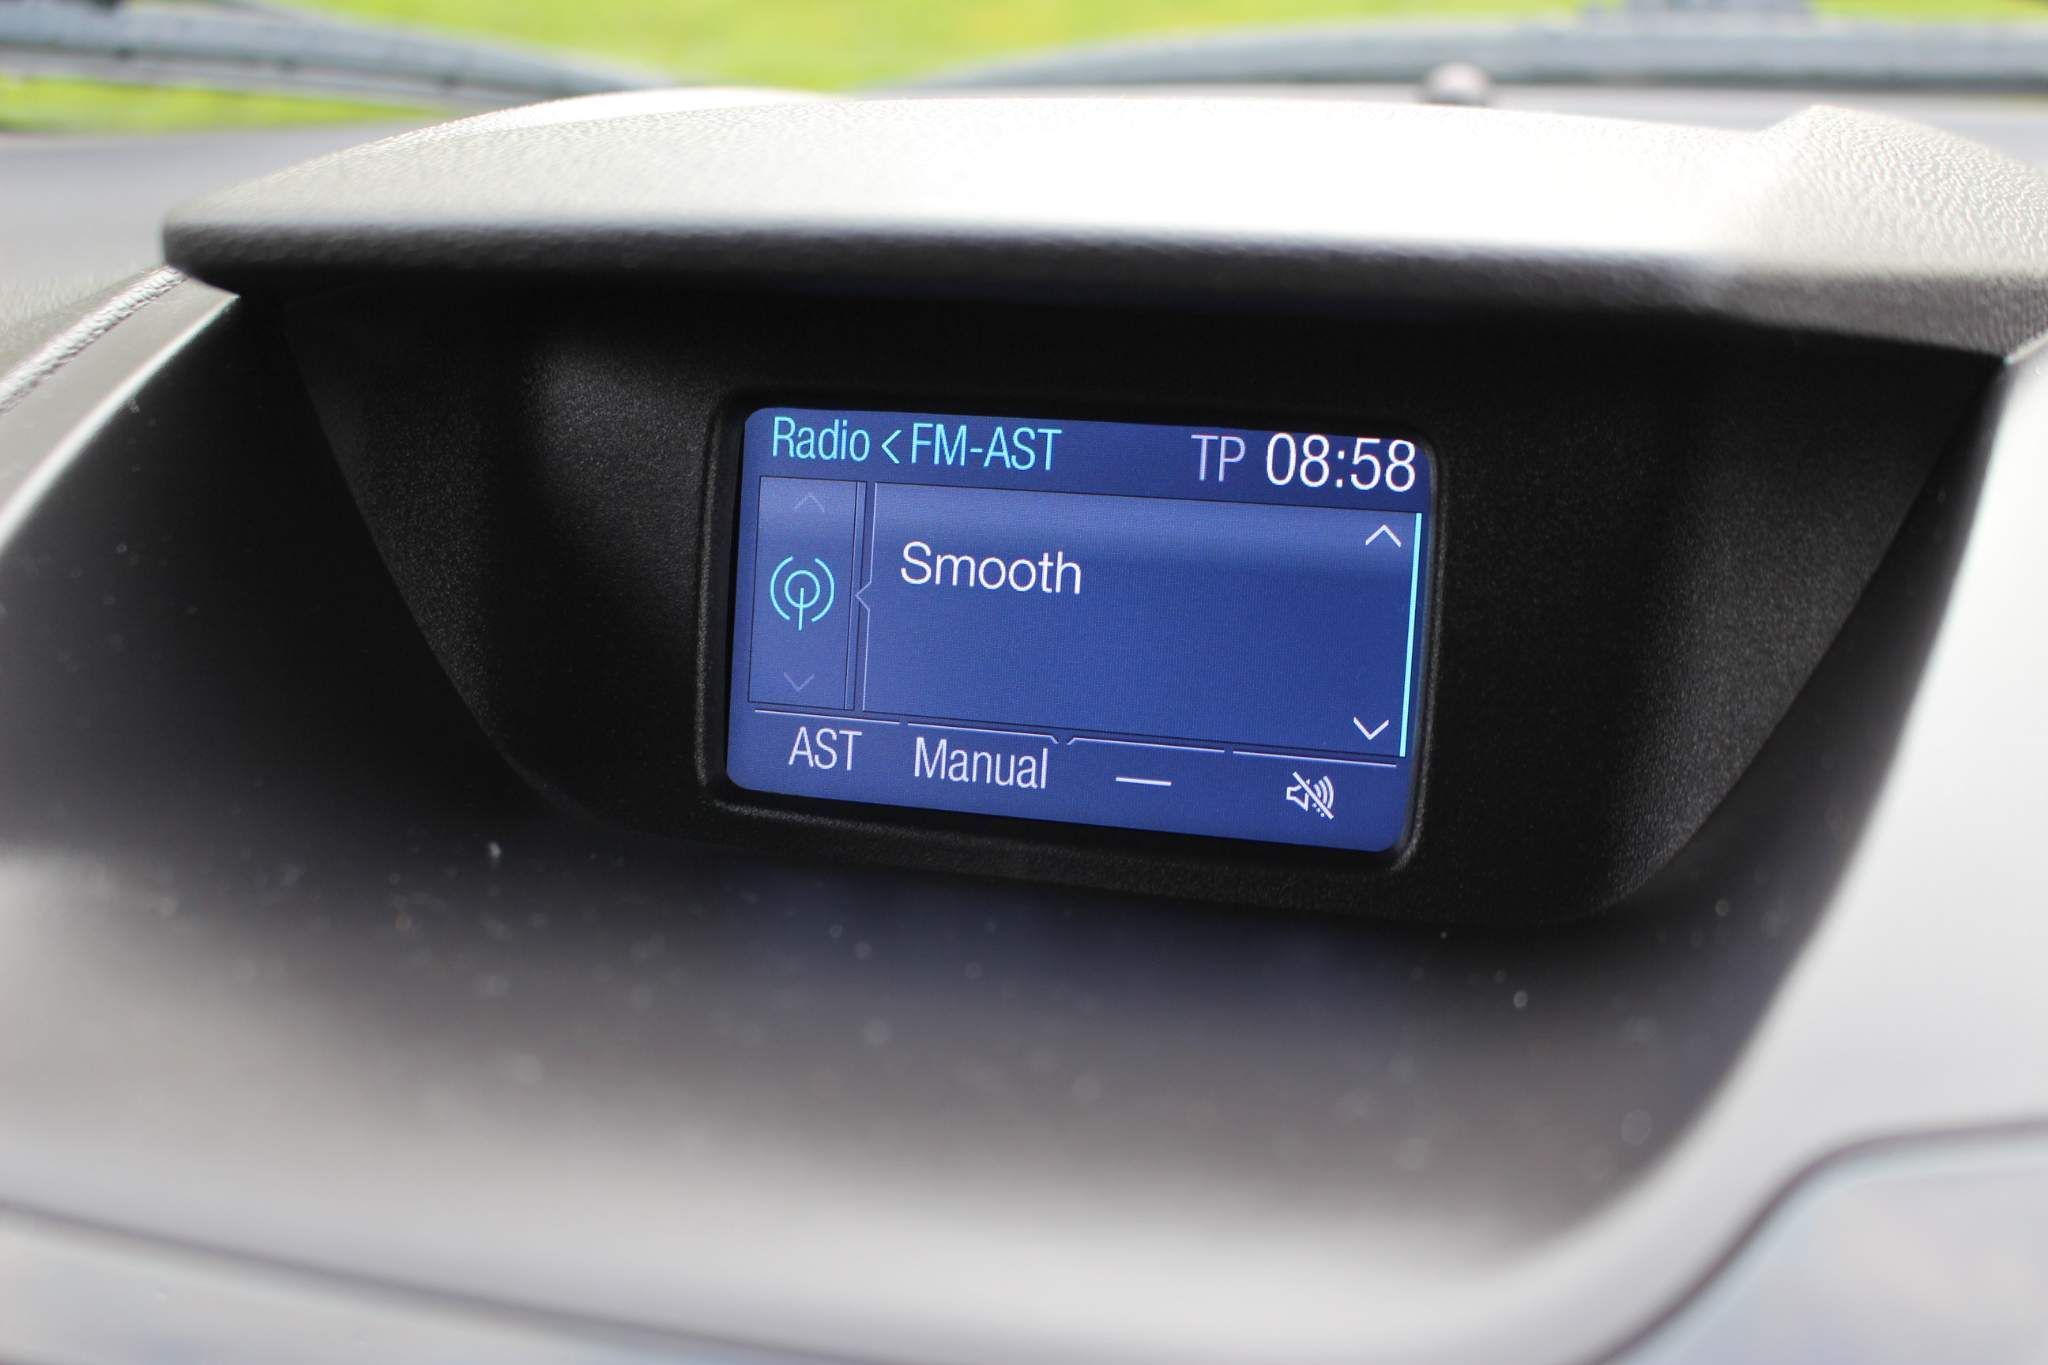 Radio < FM-AST TP 08:58
Smooth
AST Manual —